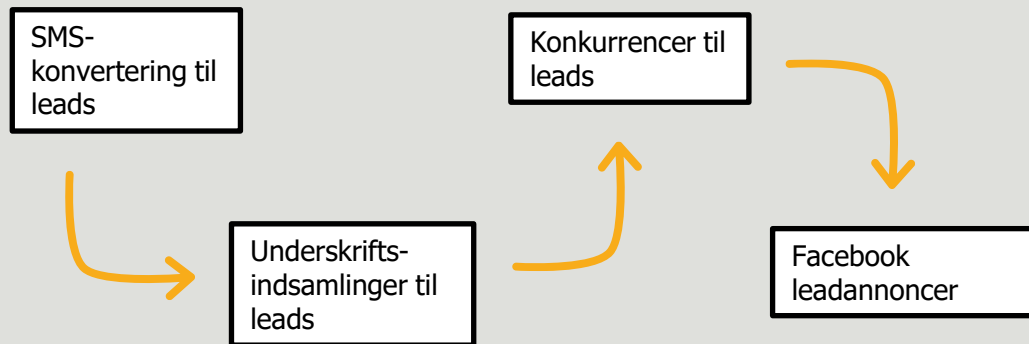 SMS-
konvertering til
leads
Underskrifts-
indsamlinger til
leads
Konkurrencer til
leads
Facebook
leadannoncer